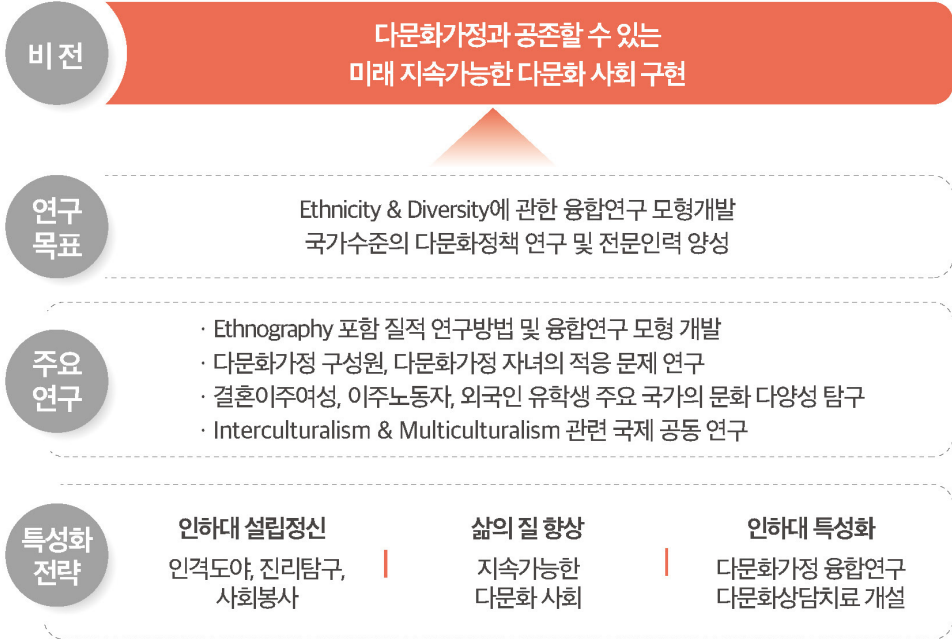 비전
다문화가정과 공존할 수 있는
미래 지속가능한 다문화 사회 구현
연구
목표
Ethnicity & Diversity에 관한 융합연구 모형개발
국가수준의 다문화정책 연구 및 전문인력 양성
주요
연구
· Ethnography 포함 질적 연구방법 및 융합연구 모형 개발
· 다문화가정 구성원, 다문화가정 자녀의 적응 문제 연구
· 결혼이주여성, 이주노동자, 외국인 유학생 주요 국가의 문화 다양성 탐구
· Interculturalism & Multiculturalism 관련 국제 공동 연구
특성화
전략
인하대 설립정신
인격도야, 진리탐구,
사회봉사
삶의 질 향상
지속가능한
다문화 사회
인하대 특성화
다문화가정 융합연구
다문화상담치료 개설